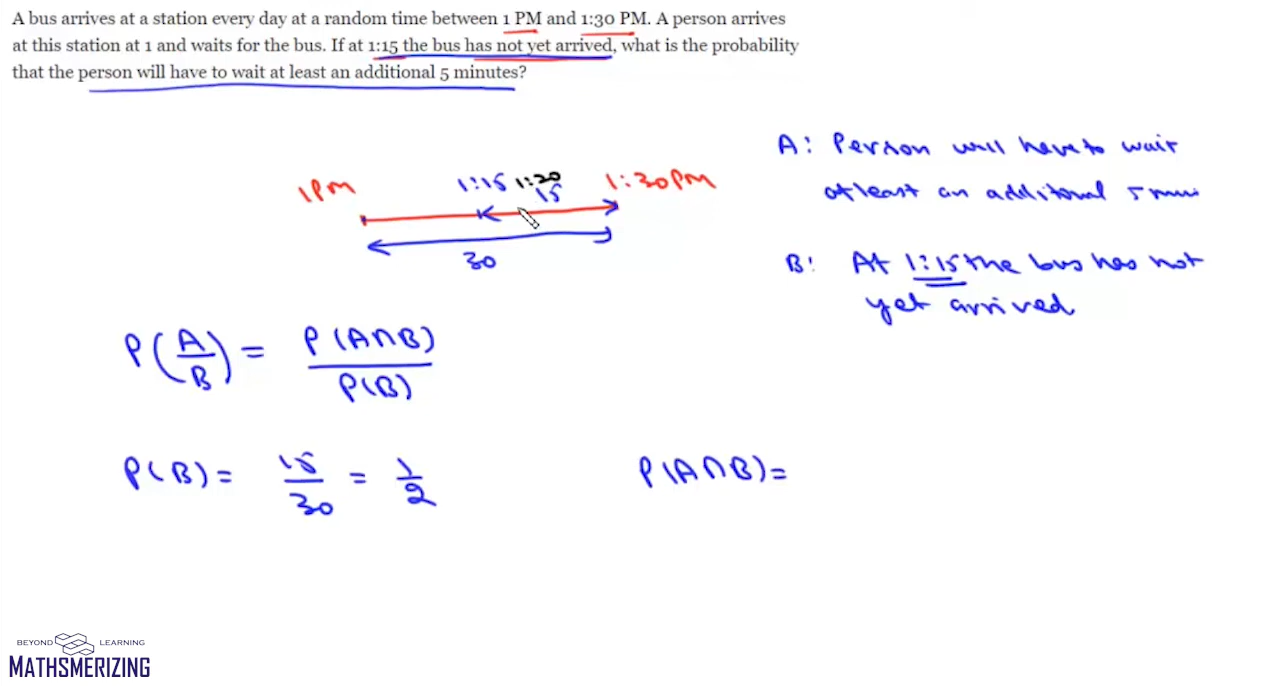 A bus arrives at a station every day at a random time between 1 PM and 1:30 PM. A person arrives
at this station at 1 and waits for the bus. If at 1:15 the bus has not yet arrived, what is the probability
that the person will have to wait at least an additional 5 minutes?
A: Person will have to wait
atleast an additonal 5 mins
1PM 1:15 1:20 1:30PM
15
30
B: At 1:15 the bus has not
yet arrived
P(A/B) = P(A∩B)/P(B)
P(B) = 15/30 = 1/2 P(A∩B) =
BEYOND LEARNING
MATHSMERIZING